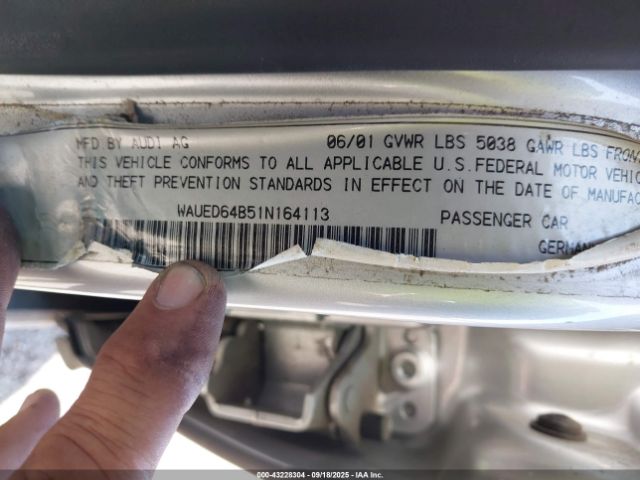 MFD BY AUDI AG 06/01 GVWR LBS 5038 GAWR LBS FRONT
THIS VEHICLE CONFORMS TO ALL APPLICABLE U.S. FEDERAL MOTOR VEHIC
AND THEFT PREVENTION STANDARDS IN EFFECT ON THE DATE OF MANUFAC
WAUED64B51N164113 PASSENGER CAR
GERMANY
000-43228304 - 09/18/2025 - IAA Inc.